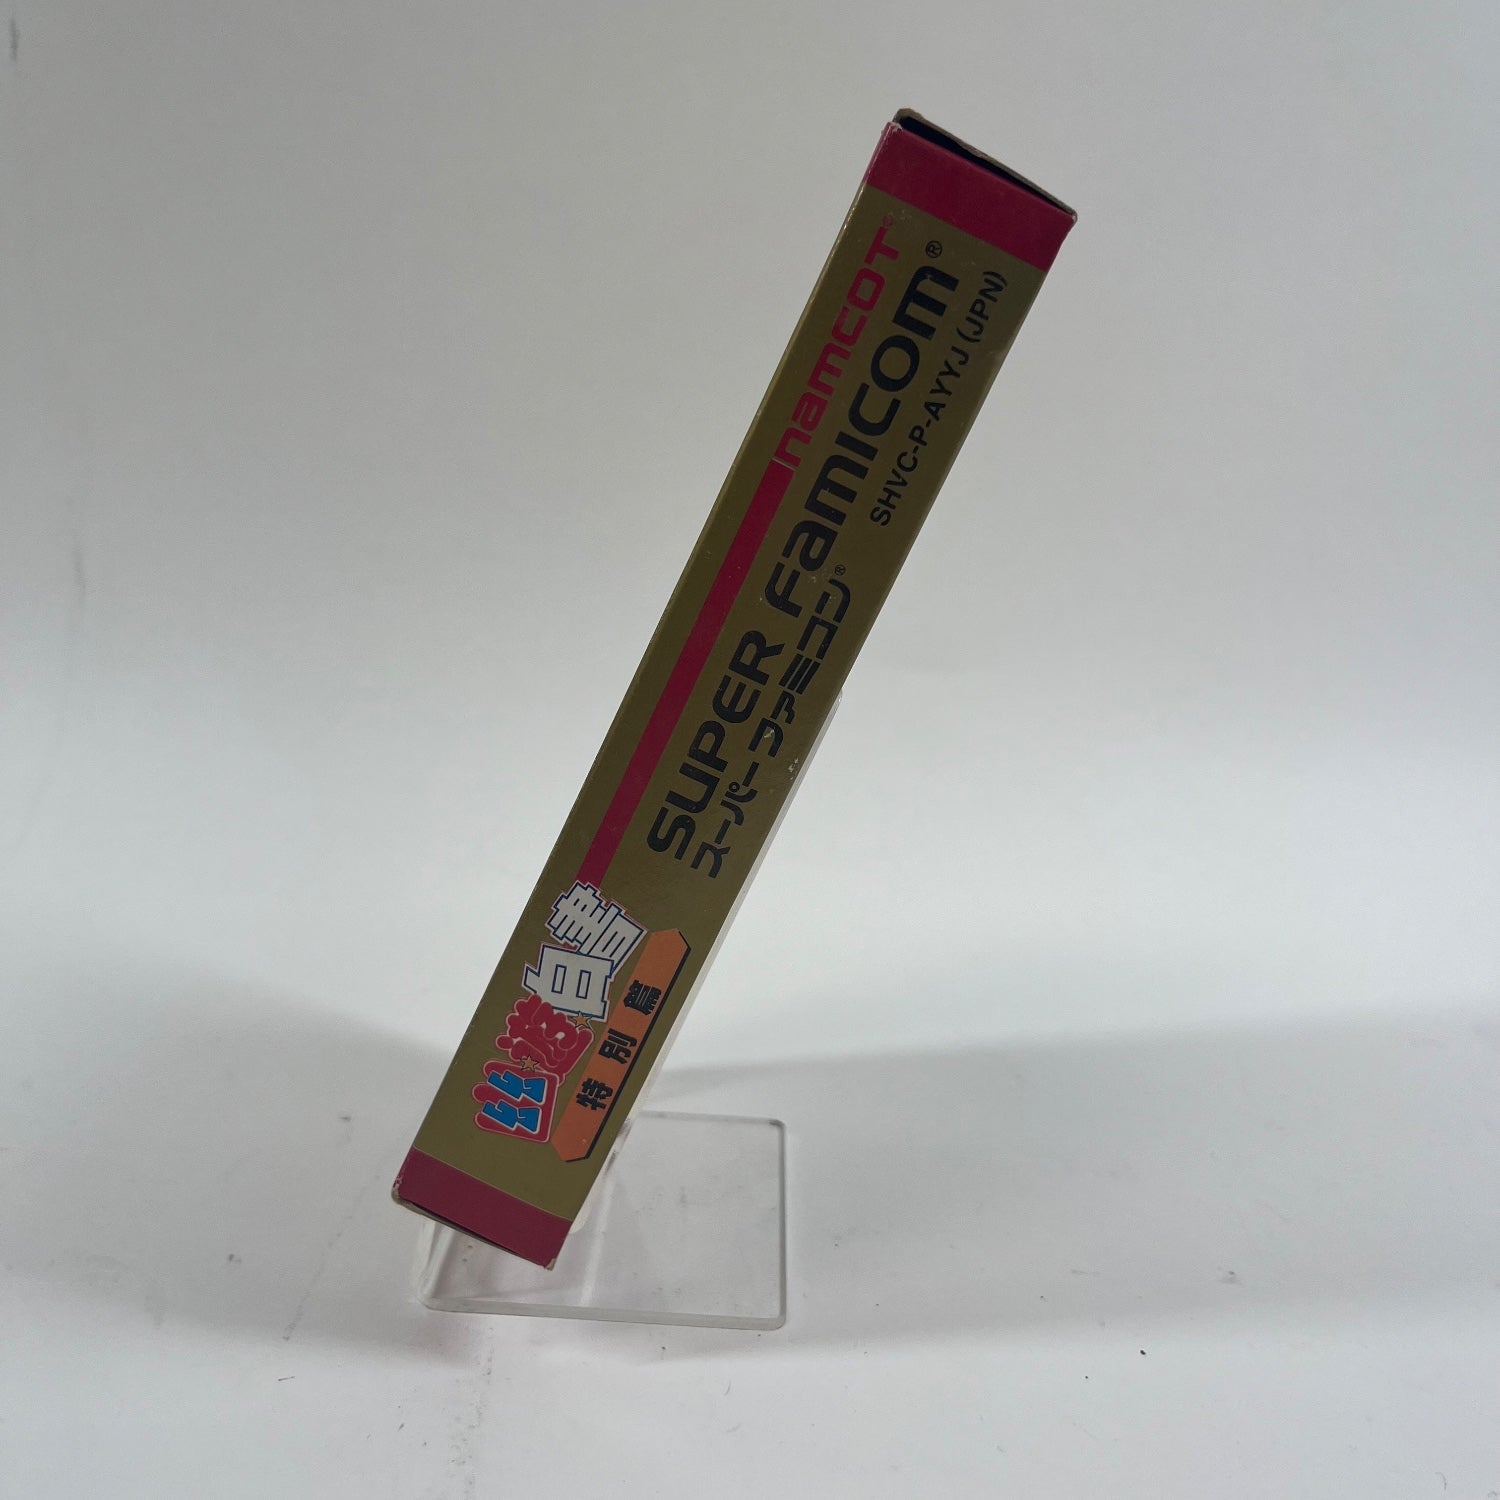 幽遊白書
特別篇
namcot®
SUPER Famicom®
スーパーファミコン®
SHVC-P-AYYJ (JPN)